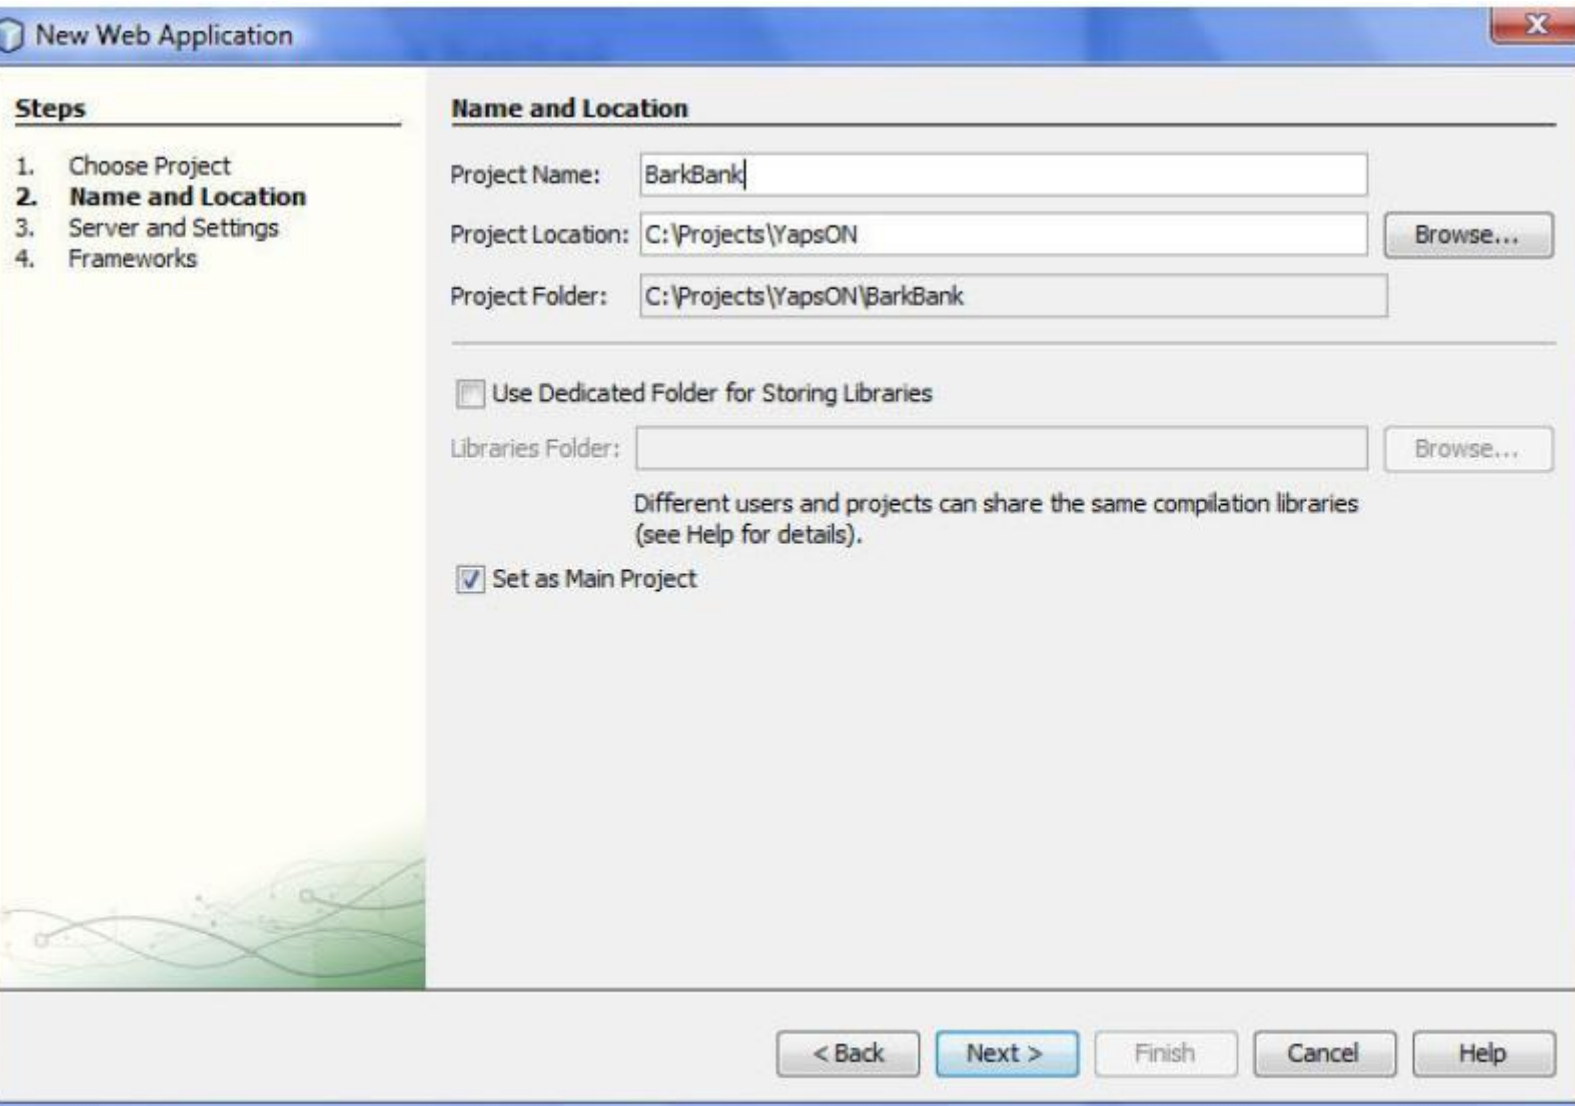 New Web Application
Steps
1. Choose Project
2. Name and Location
3. Server and Settings
4. Frameworks
Name and Location
Project Name: BarkBank
Project Location: C:\Projects\YapsON Browse...
Project Folder: C:\Projects\YapsON\BarkBank
Use Dedicated Folder for Storing Libraries
Libraries Folder: Browse...
Different users and projects can share the same compilation libraries
(see Help for details).
Set as Main Project
< Back Next > Finish Cancel Help